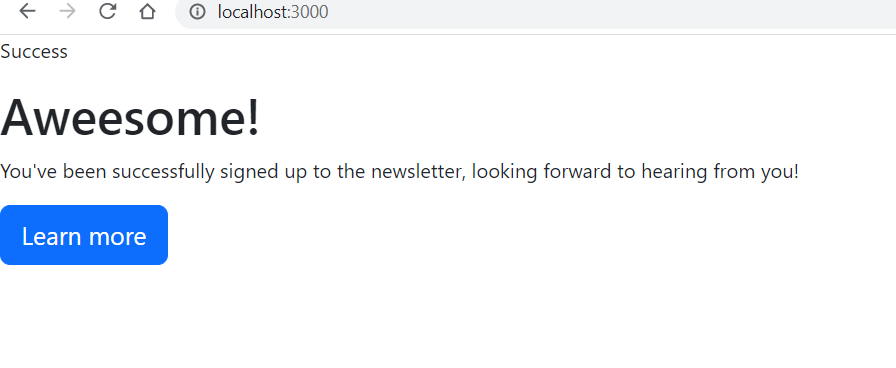 localhost:3000
Success
Aweesome!
You've been successfully signed up to the newsletter, looking forward to hearing from you!
Learn more